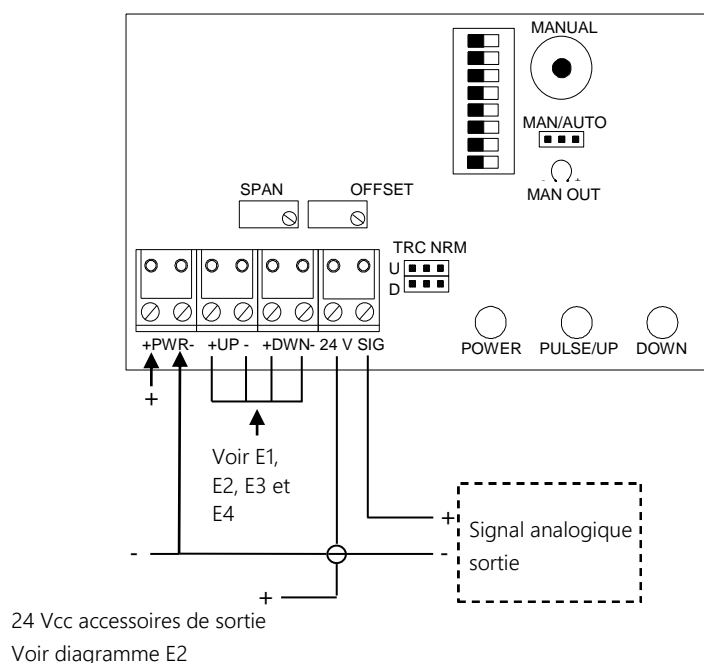 MANUAL
MAN/AUTO
- +
MAN OUT
SPAN OFFSET
TRC NRM
U
D
+PWR- +UP - +DWN- 24 V SIG
POWER PULSE/UP DOWN
+
Voir E1,
E2, E3 et
E4
+
Signal analogique
- -
sortie
+
24 Vcc accessoires de sortie
Voir diagramme E2